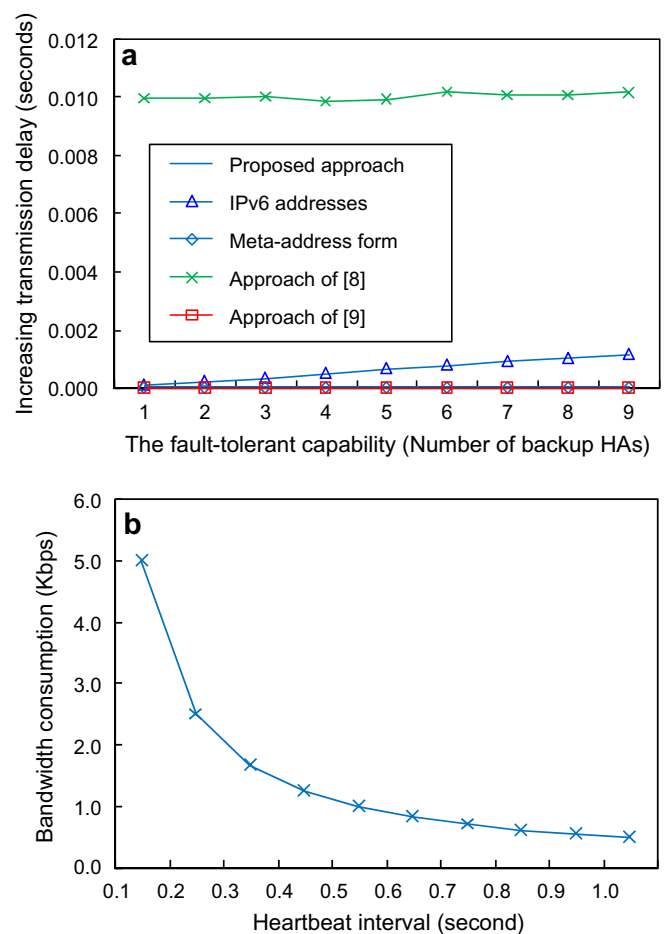 a
Increasing transmission delay (seconds)
0.012
0.010
0.008
0.006
0.004
0.002
0.000
Proposed approach
IPv6 addresses
Meta-address form
Approach of [8]
Approach of [9]
1 2 3 4 5 6 7 8 9
The fault-tolerant capability (Number of backup HAs)
b
Bandwidth consumption (Kbps)
6.0
5.0
4.0
3.0
2.0
1.0
0.0
0.1 0.2 0.3 0.4 0.5 0.6 0.7 0.8 0.9 1.0
Heartbeat interval (second)